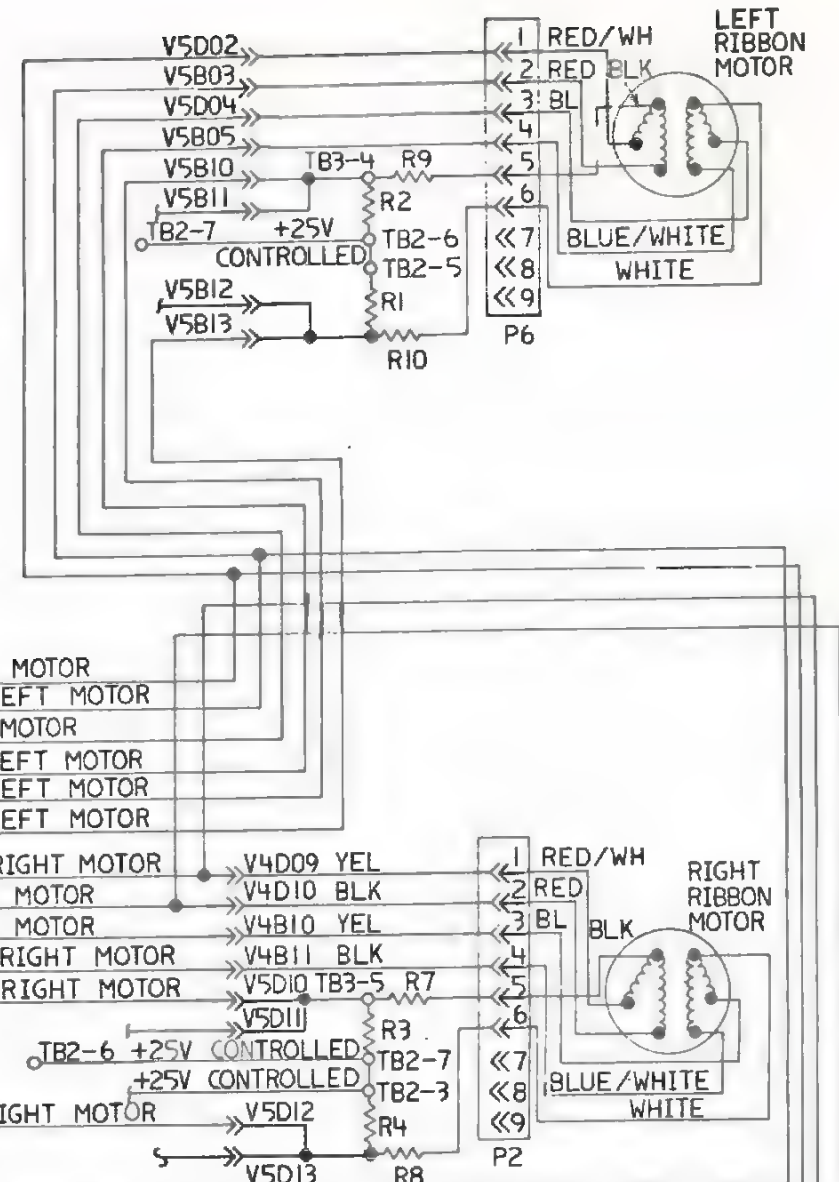 LEFT
RIBBON
MOTOR
V5D02
1 RED/WH
V5B03
2 RED BLK
V5D04
3 BL
V5B05
4
V5B10
TB3-4 R9
5
V5B11
R2
6
TB2-7 +25V
CONTROLLED
TB2-6
7
BLUE/WHITE
TB2-5
8
WHITE
V5B12
R1
9
V5B13
R10
P6
MOTOR
EFT MOTOR
MOTOR
EFT MOTOR
EFT MOTOR
EFT MOTOR
RIGHT MOTOR
V4D09 YEL
1 RED/WH
RIGHT
RIBBON
MOTOR
MOTOR
V4D10 BLK
2 RED
MOTOR
V4B10 YEL
3 BL
BLK
RIGHT MOTOR
V4B11 BLK
4
RIGHT MOTOR
V5D10 TB3-5 R7
5
V5D11
R3
6
TB2-6 +25V CONTROLLED
TB2-7
7
+25V CONTROLLED
TB2-3
8
BLUE/WHITE
WHITE
IGHT MOTOR
V5D12
R4
9
V5D13
R8
P2